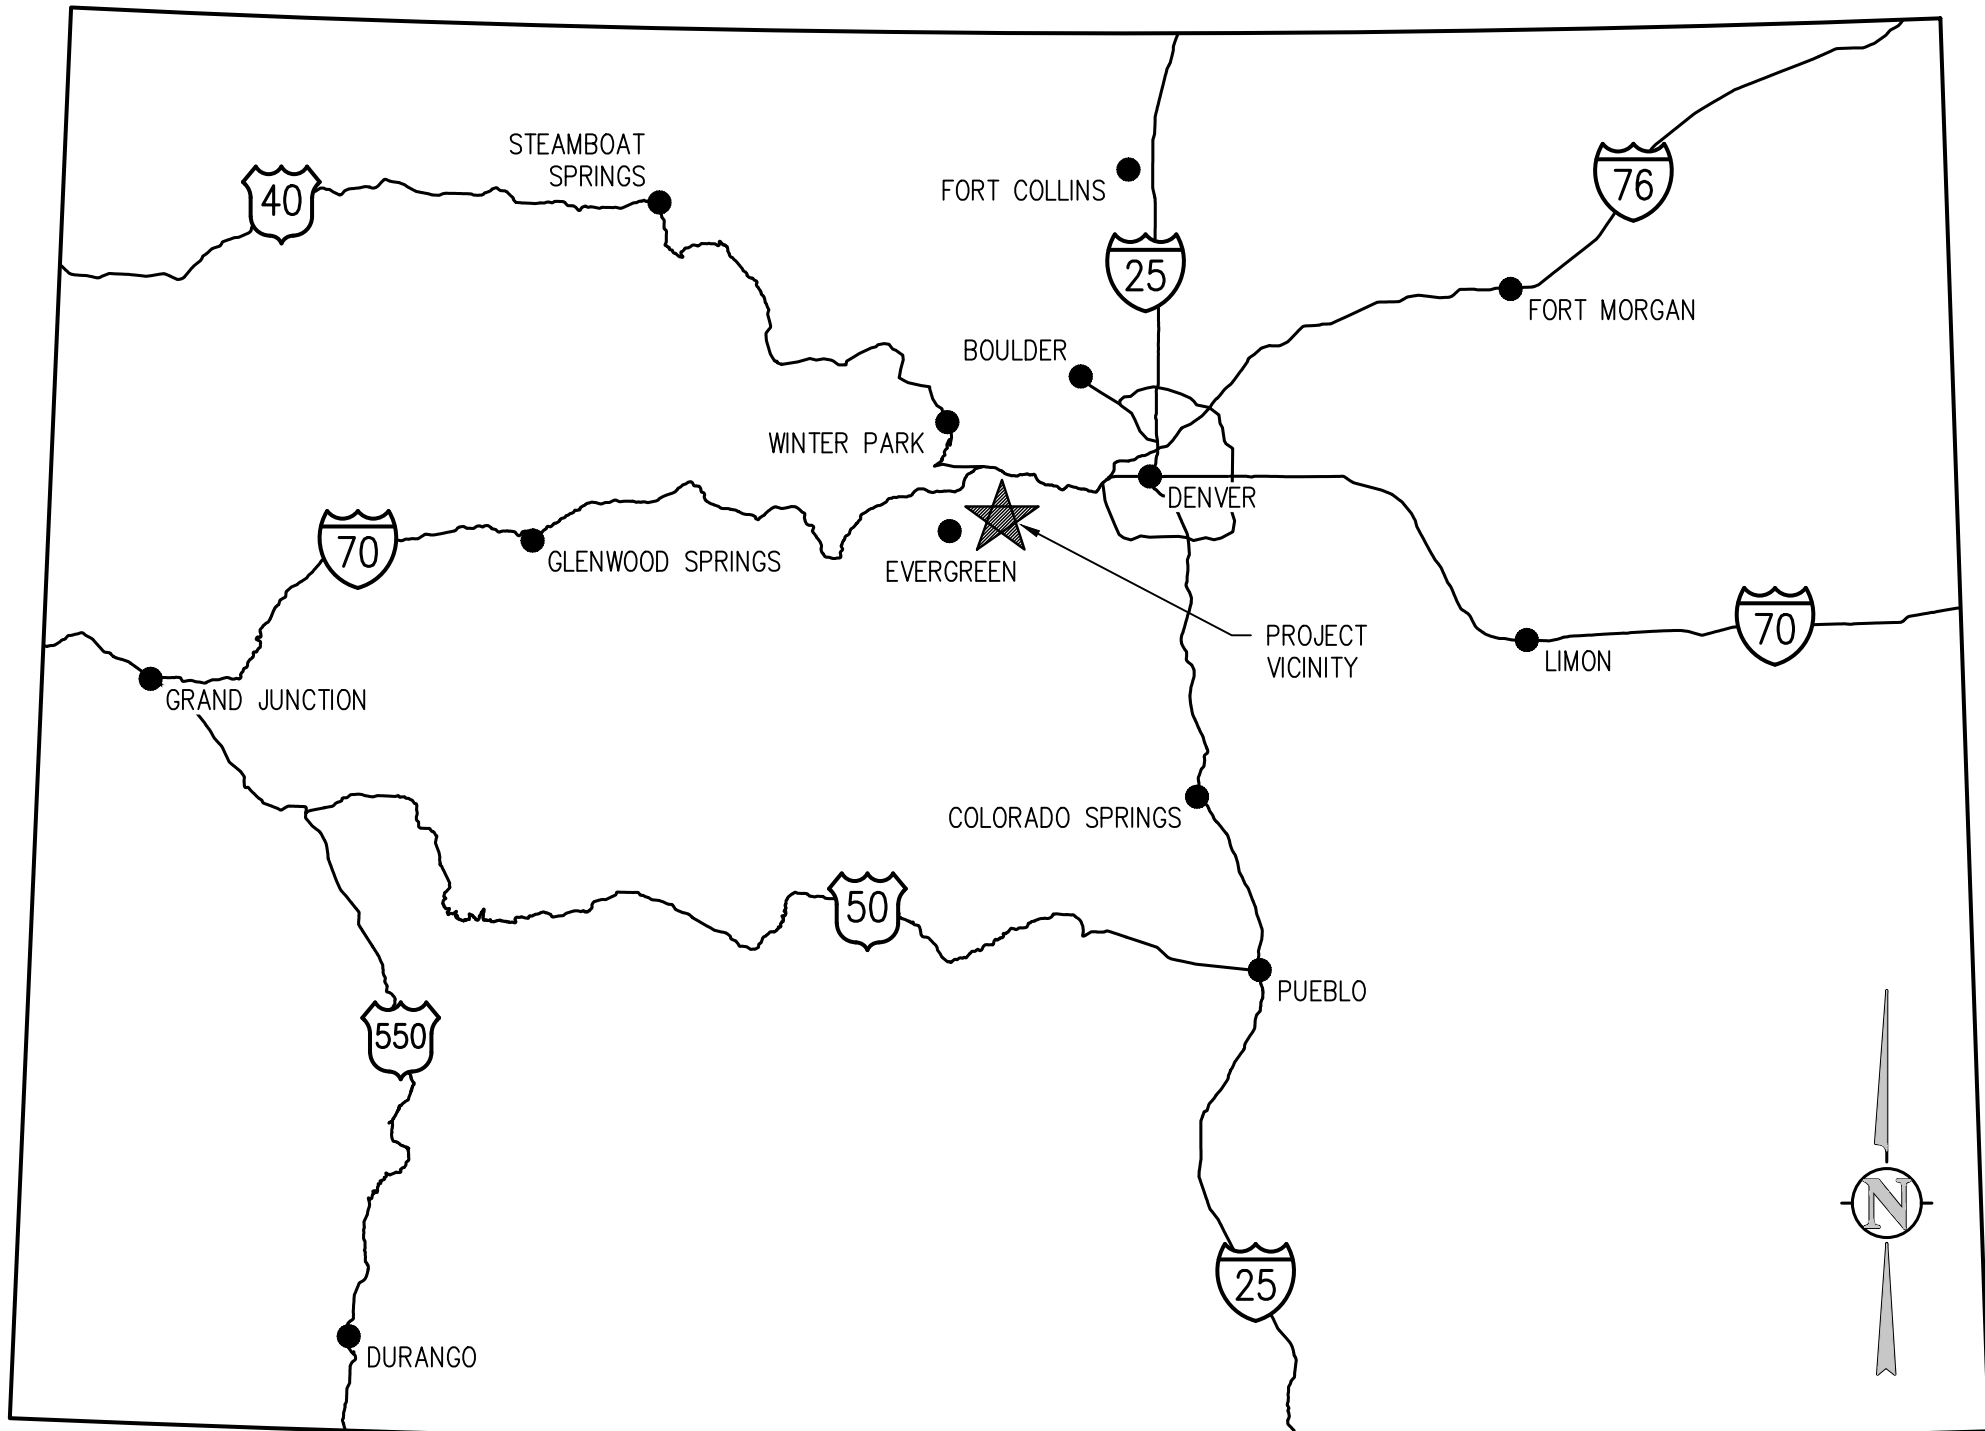 STEAMBOAT
SPRINGS
40
FORT COLLINS
76
25
FORT MORGAN
BOULDER
WINTER PARK
DENVER
70
GLENWOOD SPRINGS
EVERGREEN
PROJECT
VICINITY
70
LIMON
GRAND JUNCTION
COLORADO SPRINGS
50
PUEBLO
550
N
25
DURANGO